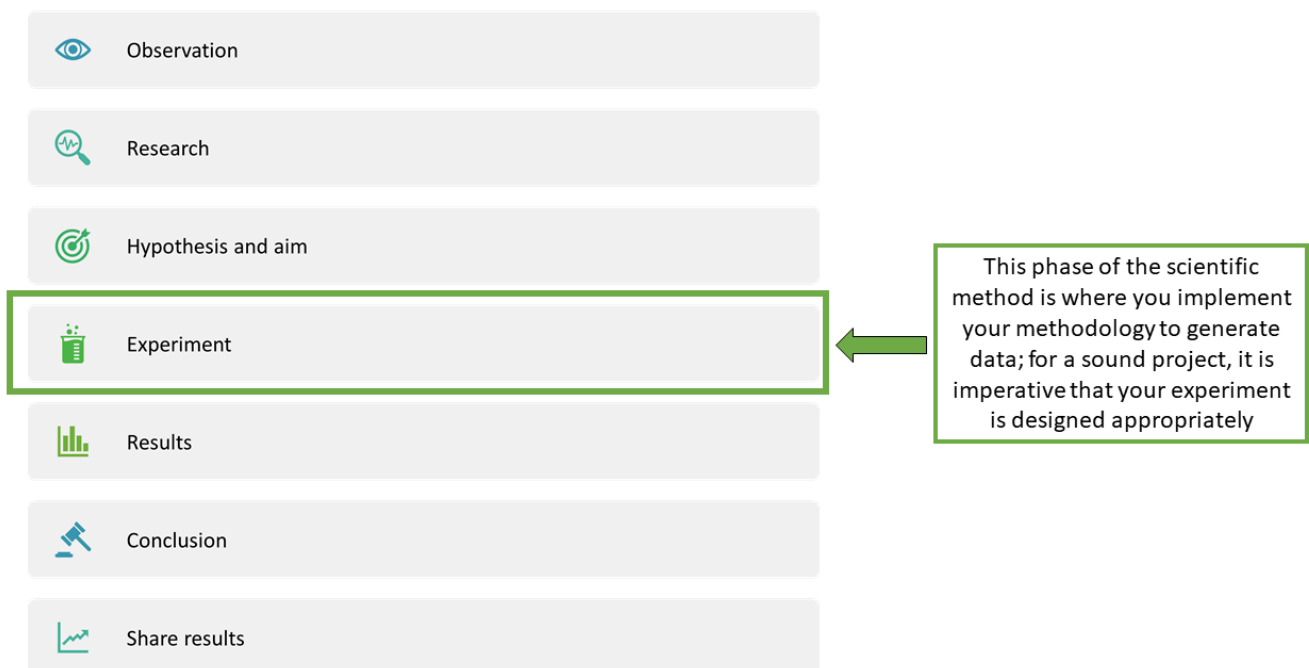 Observation
Research
Hypothesis and aim
Experiment
This phase of the scientific
method is where you implement
your methodology to generate
data; for a sound project, it is
imperative that your experiment
is designed appropriately
Results
Conclusion
Share results